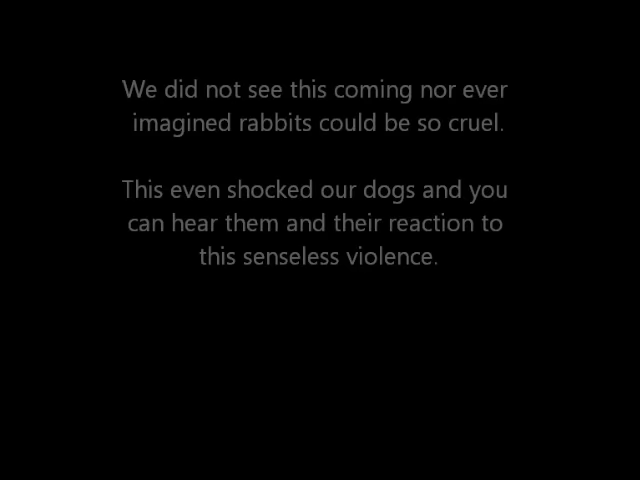 We did not see this coming nor ever
imagined rabbits could be so cruel.
This even shocked our dogs and you
can hear them and their reaction to
this senseless violence.